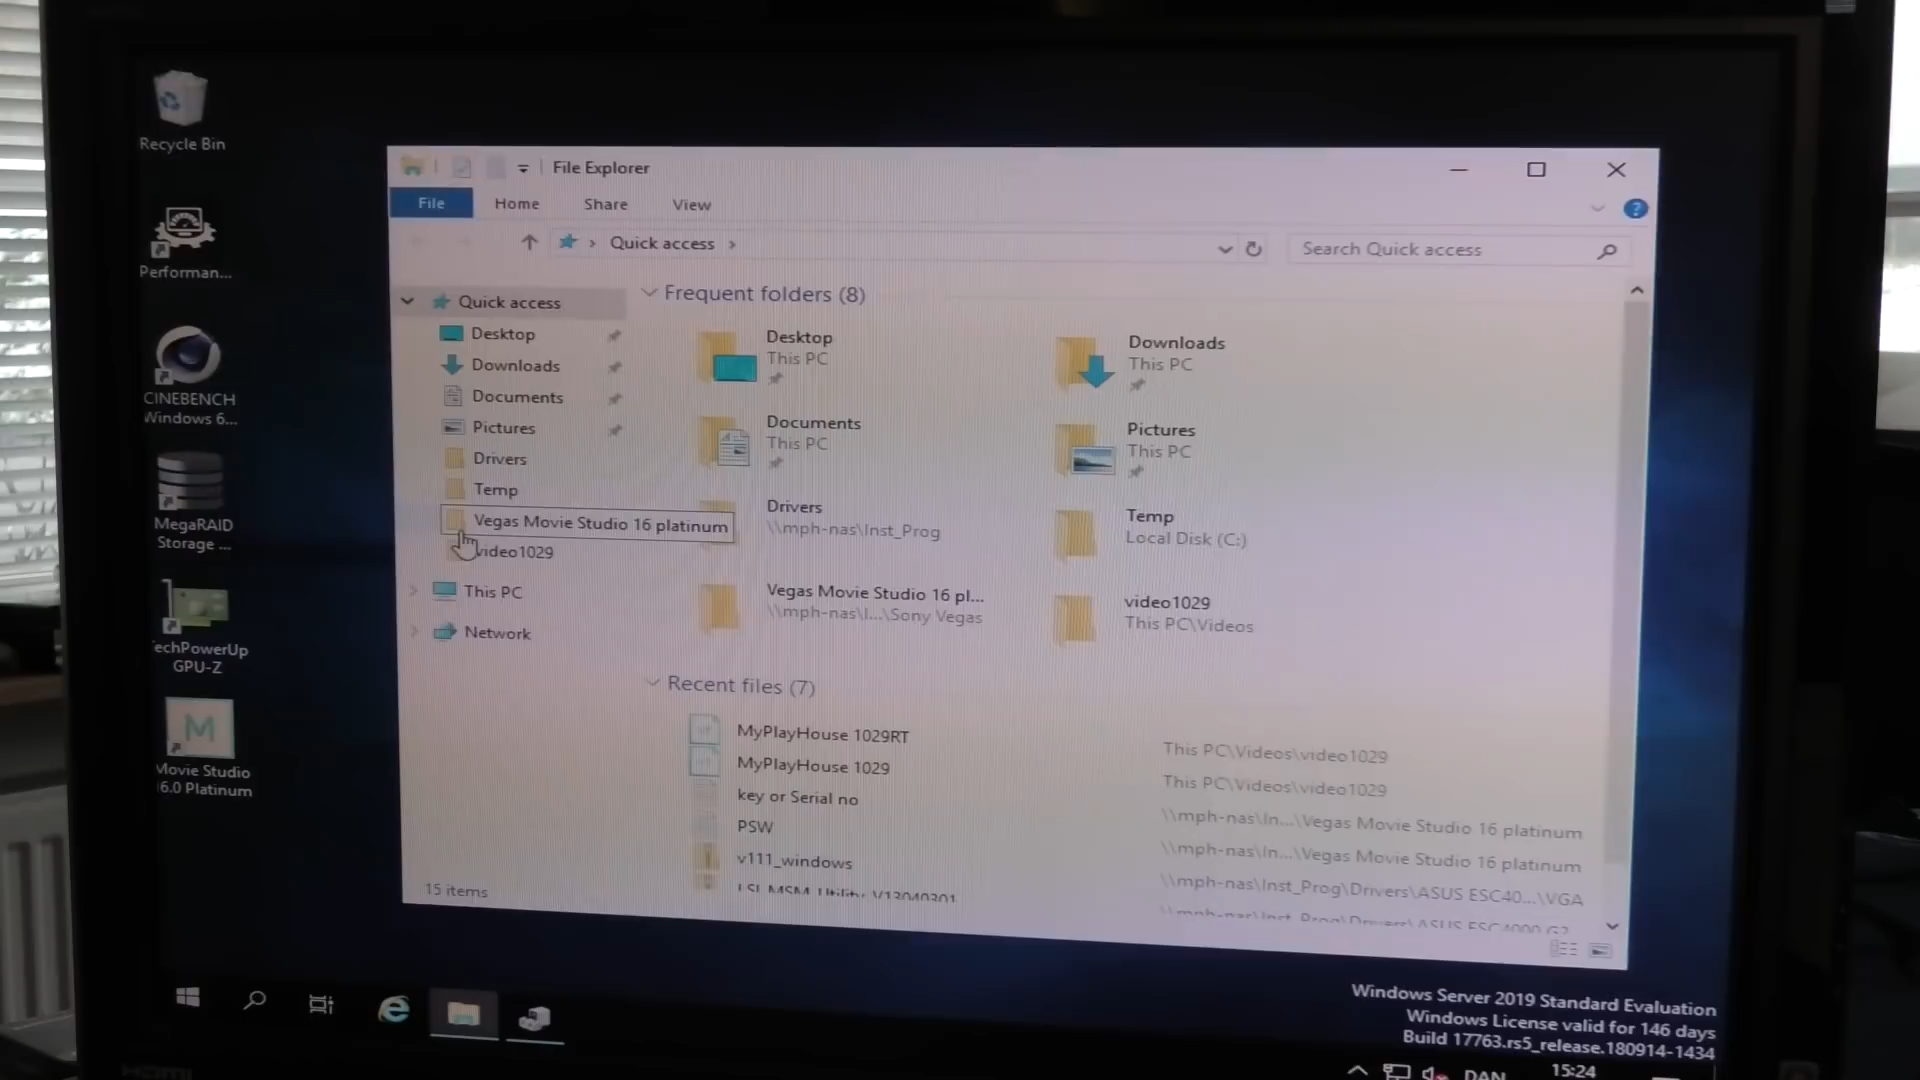 Recycle Bin
Performan...
CINEBENCH
Windows 6...
MegaRAID
Storage ...
echPowerUp
GPU-Z
Movie Studio
6.0 Platinum
File Explorer
File
Home
Share
View
Quick access
Search Quick access
Quick access
Desktop
Downloads
Documents
Pictures
Drivers
Temp
Vegas Movie Studio 16 platinum
video1029
This PC
Network
Frequent folders (8)
Desktop
This PC
Downloads
This PC
Documents
This PC
Pictures
This PC
Drivers
\\mph-nas\Inst_Prog
Temp
Local Disk (C:)
Vegas Movie Studio 16 pl...
\\mph-nas\I...\Sony Vegas
video1029
This PC\Videos
Recent files (7)
MyPlayHouse 1029RT
This PC\Videos\video1029
MyPlayHouse 1029
This PC\Videos\video1029
key or Serial no
\\mph-nas\In...\Vegas Movie Studio 16 platinum
PSW
\\mph-nas\In...\Vegas Movie Studio 16 platinum
v111_windows
\\mph-nas\Inst_Prog\Drivers\ASUS ESC40...\VGA
15 items
Windows Server 2019 Standard Evaluation
Windows License valid for 146 days
Build 17763.rs5_release.180914-1434
DAN
15:24